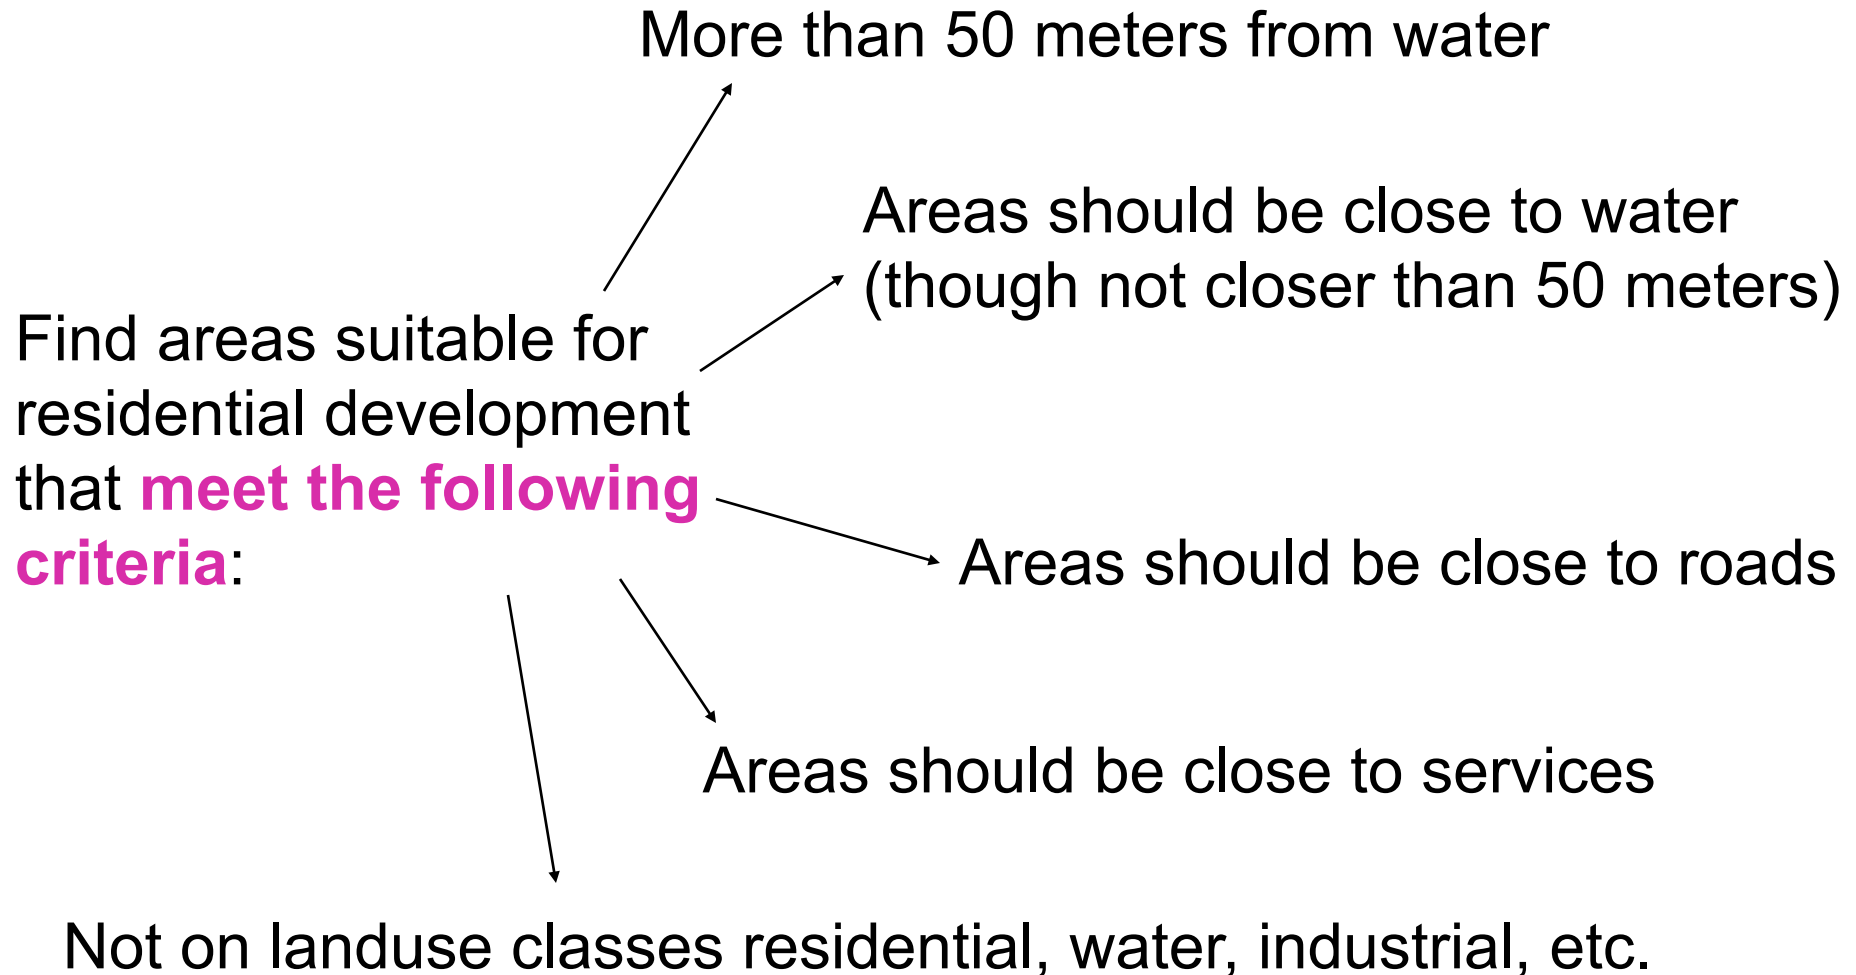 More than 50 meters from water
Areas should be close to water
(though not closer than 50 meters)
Find areas suitable for
residential development
that meet the following
criteria:
Areas should be close to roads
Areas should be close to services
Not on landuse classes residential, water, industrial, etc.